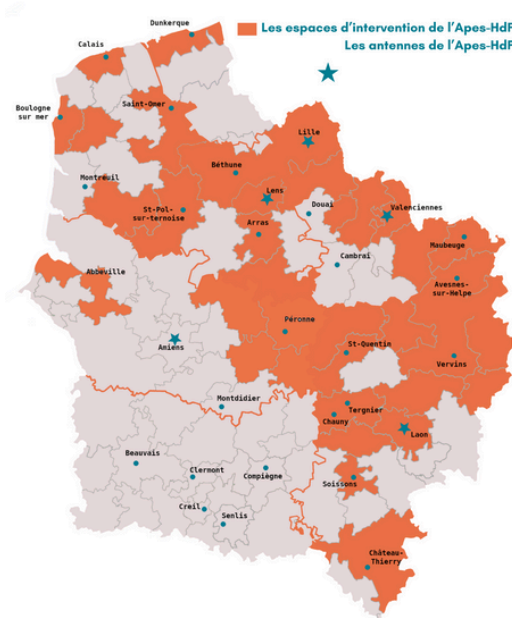 Dunkerque
Les espaces d'intervention de l'Apes-HdF
Les antennes de l'Apes-HdF
Calais
Saint-Omer
Boulogne
sur mer
Lille
Béthune
Montreuil
Lens
Douai
Valenciennes
St-Pol-
sur-ternoise
Arras
Maubeuge
Cambrai
Abbeville
Avesnes-
sur-Helpe
Péronne
St-Quentin
Amiens
Vervins
Montdidier
Tergnier
Chauny
Laon
Beauvais
Clermont
Compiègne
Soissons
Creil
Senlis
Château-
Thierry